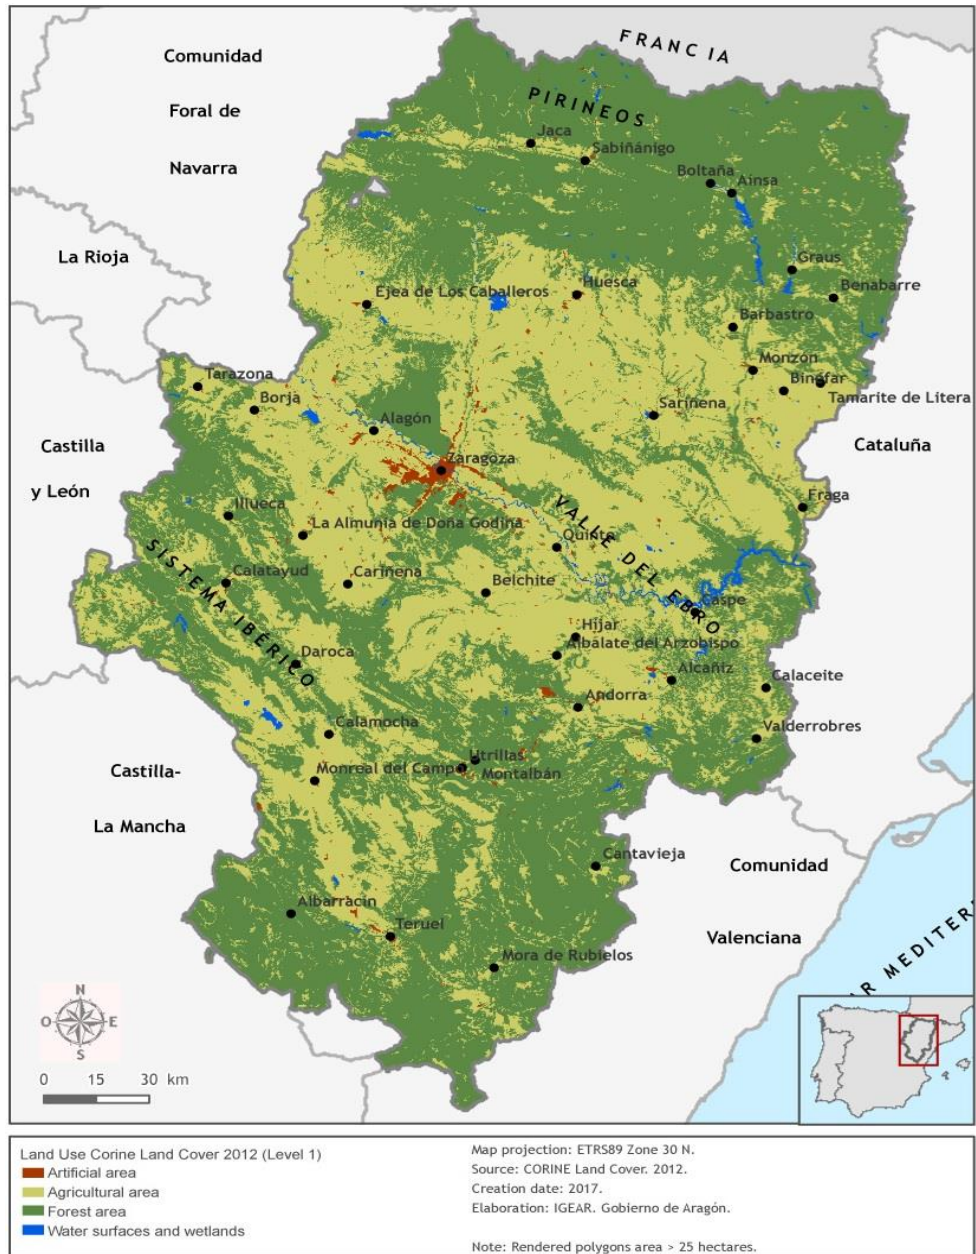 FRANCIA
Comunidad
Foral de
Navarra
PIRINEOS
Jaca
Sabiñánigo
Boltaña
Aínsa
La Rioja
Graus
Huesca
Ejea de Los Caballeros
Benabarre
Barbastro
Monzón
Tarazona
Binéfar
Borja
Tamarite de Litera
Sariñena
Alagón
Castilla
y León
Cataluña
Zaragoza
Illueca
Fraga
La Almunia de Doña Godina
VALLE DEL EBRO
Quinto
SISTEMA IBÉRICO
Calatayud
Cariñena
Belchite
Caspe
Híjar
Albalate del Arzobispo
Daroca
Alcañiz
Calaceite
Andorra
Calamocha
Valderrobres
Utrillas
Castilla-
La Mancha
Monreal del Campo
Montalbán
Cantavieja
Comunidad
Valenciana
Albarracín
Teruel
Mora de Rubielos
AR MEDITER
N
O E
S
0 15 30 km
Land Use Corine Land Cover 2012 (Level 1)
Artificial area
Agricultural area
Forest area
Water surfaces and wetlands
Map projection: ETRS89 Zone 30 N.
Source: CORINE Land Cover. 2012.
Creation date: 2017.
Elaboration: IGEAR. Gobierno de Aragón.
Note: Rendered polygons area > 25 hectares.